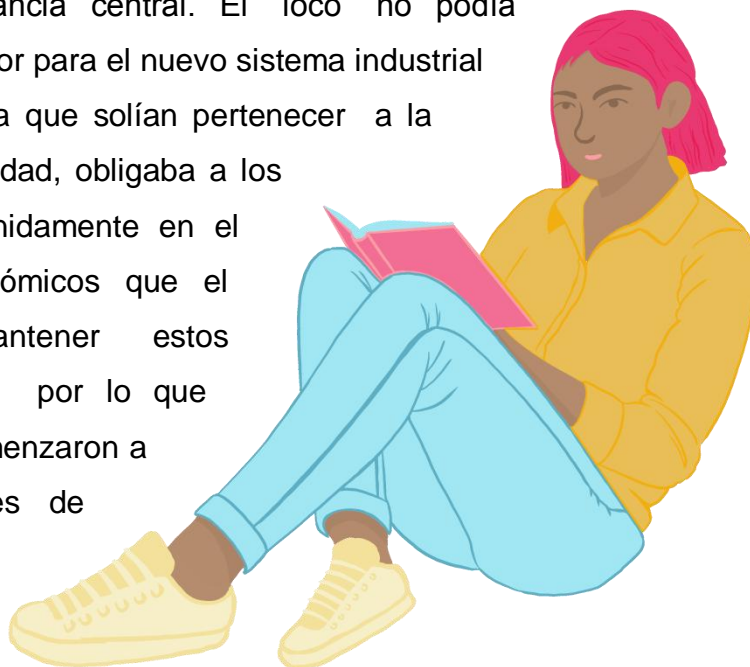 ancia central. El loco no podía
or para el nuevo sistema industrial
a que solían pertenecer a la
dad, obligaba a los
nidamente en el
ómicos que el
antener estos
por lo que
enzaron a
es de